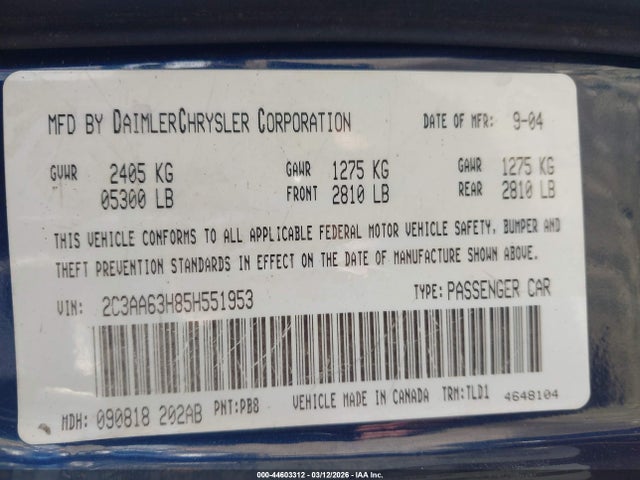 MFD BY DAIMLERCHRYSLER CORPORATION DATE OF MFR: 9-04
GVWR 2405 KG GAWR 1275 KG GAWR 1275 KG
05300 LB FRONT 2810 LB REAR 2810 LB
THIS VEHICLE CONFORMS TO ALL APPLICABLE FEDERAL MOTOR VEHICLE SAFETY, BUMPER AND
THEFT PREVENTION STANDARDS IN EFFECT ON THE DATE OF MANUFACTURE SHOWN ABOVE.
VIN: 2C3AA63H85H551953 TYPE: PASSENGER CAR
MDH: 090818 202AB PNT:PB8 VEHICLE MADE IN CANADA TRM:TLD1 4648104
000-44603312 - 03/12/2026 - IAA Inc.